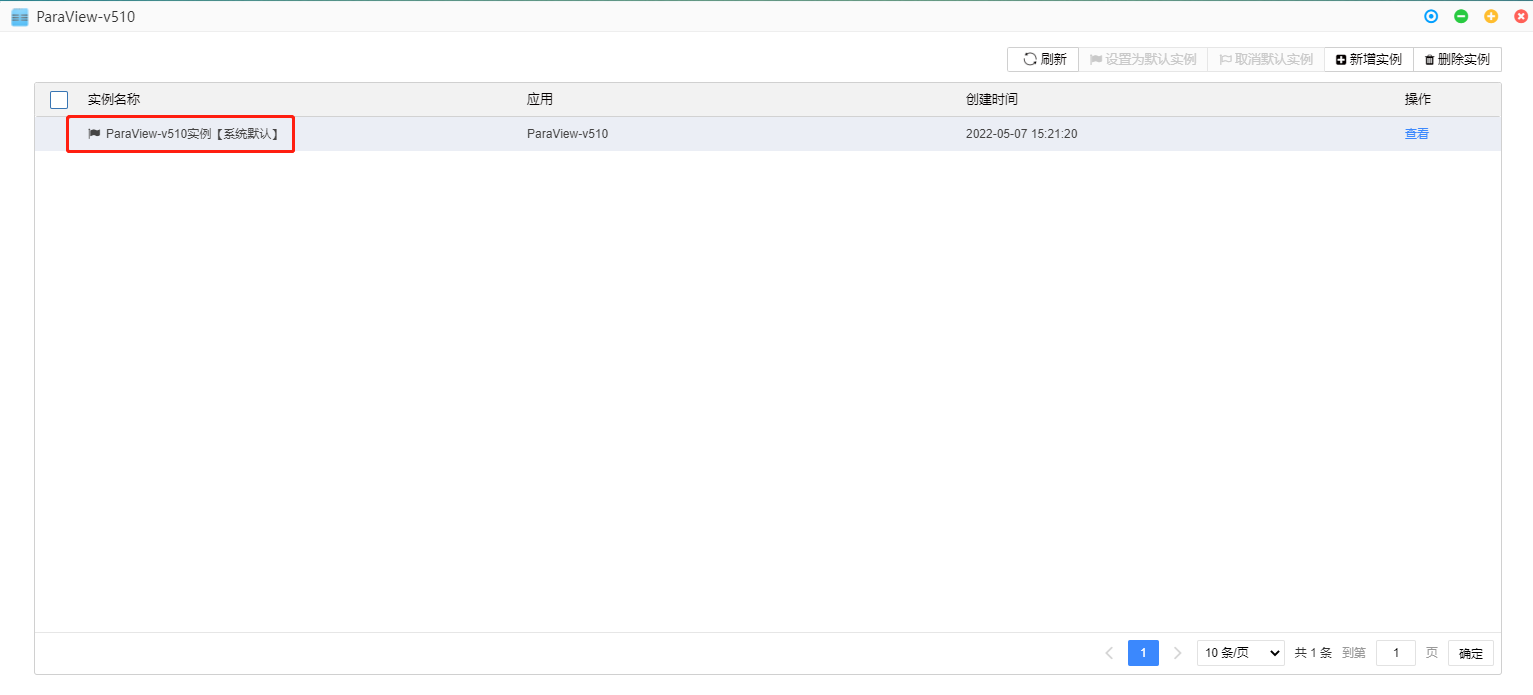 ParaView-v510
刷新 设置为默认实例 取消默认实例 新增实例 删除实例
实例名称 应用 创建时间 操作
ParaView-v510实例【系统默认】 ParaView-v510 2022-05-07 15:21:20 查看
1 10 条/页 共 1 条 到第 1 页 确定